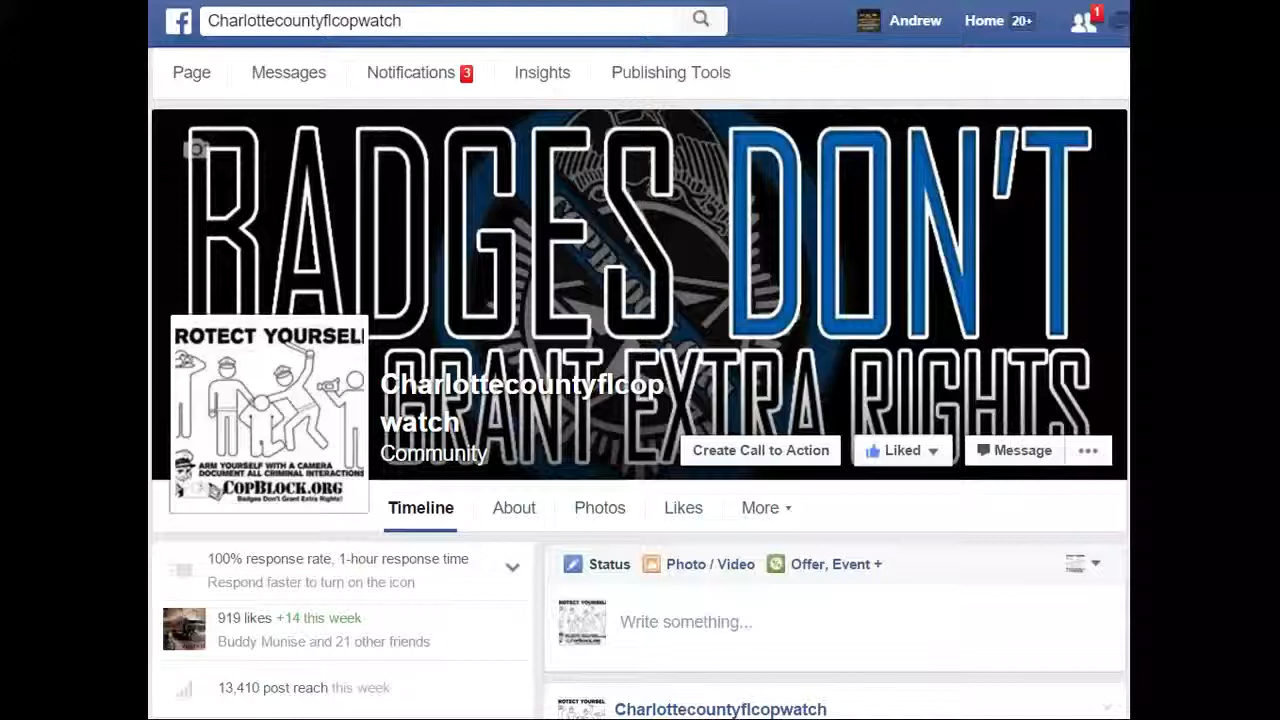 Charlottecountyflcopwatch
Andrew
Home 20+
1
Page
Messages
Notifications 3
Insights
Publishing Tools
BADGES DON'T
GRANT EXTRA RIGHTS
COPBLOCK
ROTECT YOURSELF
ARM YOURSELF WITH A CAMERA
DOCUMENT ALL CRIMINAL INTERACTIONS
COPBLOCK.ORG
Badges Don't Grant Extra Rights!
Charlottecountyflcop
watch
Community
Create Call to Action
Liked
Message
Timeline
About
Photos
Likes
More
100% response rate, 1-hour response time
Respond faster to turn on the icon
919 likes +14 this week
Buddy Munise and 21 other friends
13,410 post reach this week
Status
Photo / Video
Offer, Event +
Write something...
Charlottecountyflcopwatch